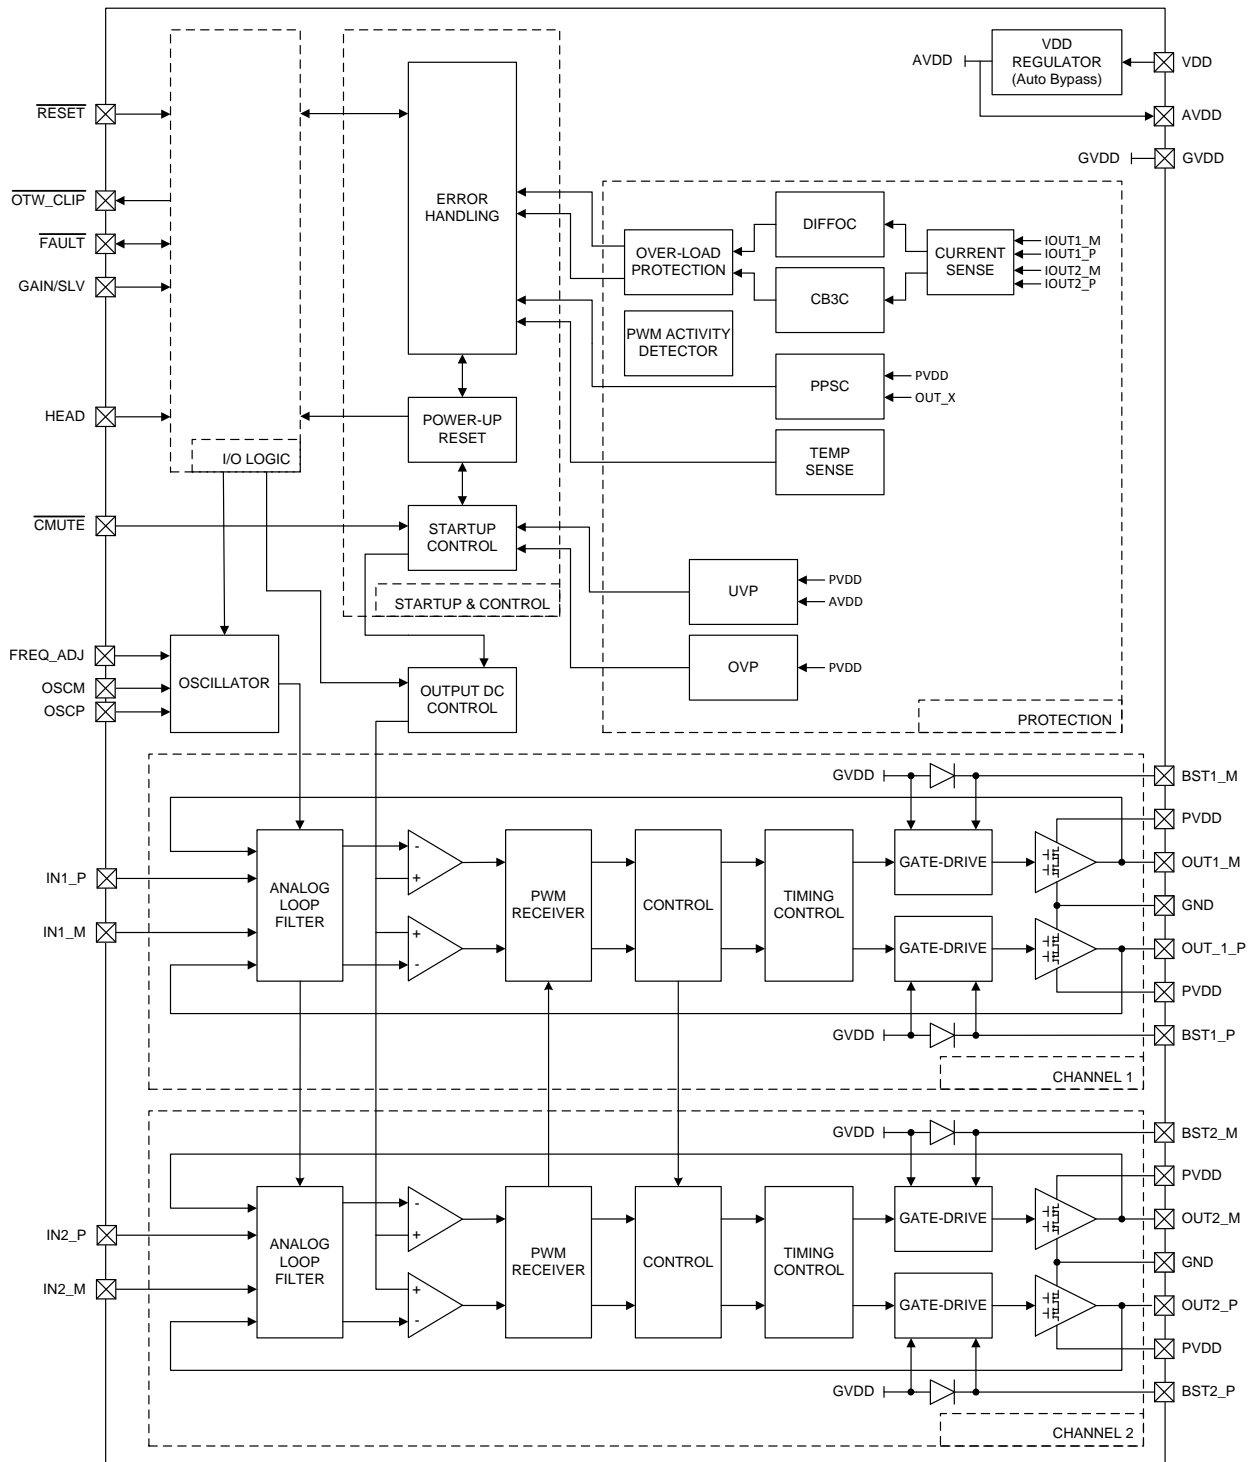 VDD
REGULATOR
(Auto Bypass)
AVDD
VDD
AVDD
GVDD
GVDD
RESET
OTW_CLIP
FAULT
GAIN/SLV
HEAD
I/O LOGIC
CMUTE
ERROR
HANDLING
POWER-UP
RESET
STARTUP
CONTROL
STARTUP & CONTROL
OVER-LOAD
PROTECTION
DIFFOC
CB3C
CURRENT
SENSE
IOUT1_M
IOUT1_P
IOUT2_M
IOUT2_P
PWM ACTIVITY
DETECTOR
PPSC
PVDD
OUT_X
TEMP
SENSE
UVP
PVDD
AVDD
OVP
PVDD
PROTECTION
FREQ_ADJ
OSCM
OSCP
OSCILLATOR
OUTPUT DC
CONTROL
GVDD
BST1_M
PVDD
OUT1_M
GND
OUT_1_P
PVDD
BST1_P
IN1_P
IN1_M
ANALOG
LOOP
FILTER
-
+
+
-
PWM
RECEIVER
CONTROL
TIMING
CONTROL
GATE-DRIVE
GATE-DRIVE
GVDD
CHANNEL 1
GVDD
BST2_M
PVDD
OUT2_M
GND
OUT2_P
PVDD
BST2_P
IN2_P
IN2_M
ANALOG
LOOP
FILTER
-
+
+
-
PWM
RECEIVER
CONTROL
TIMING
CONTROL
GATE-DRIVE
GATE-DRIVE
GVDD
CHANNEL 2